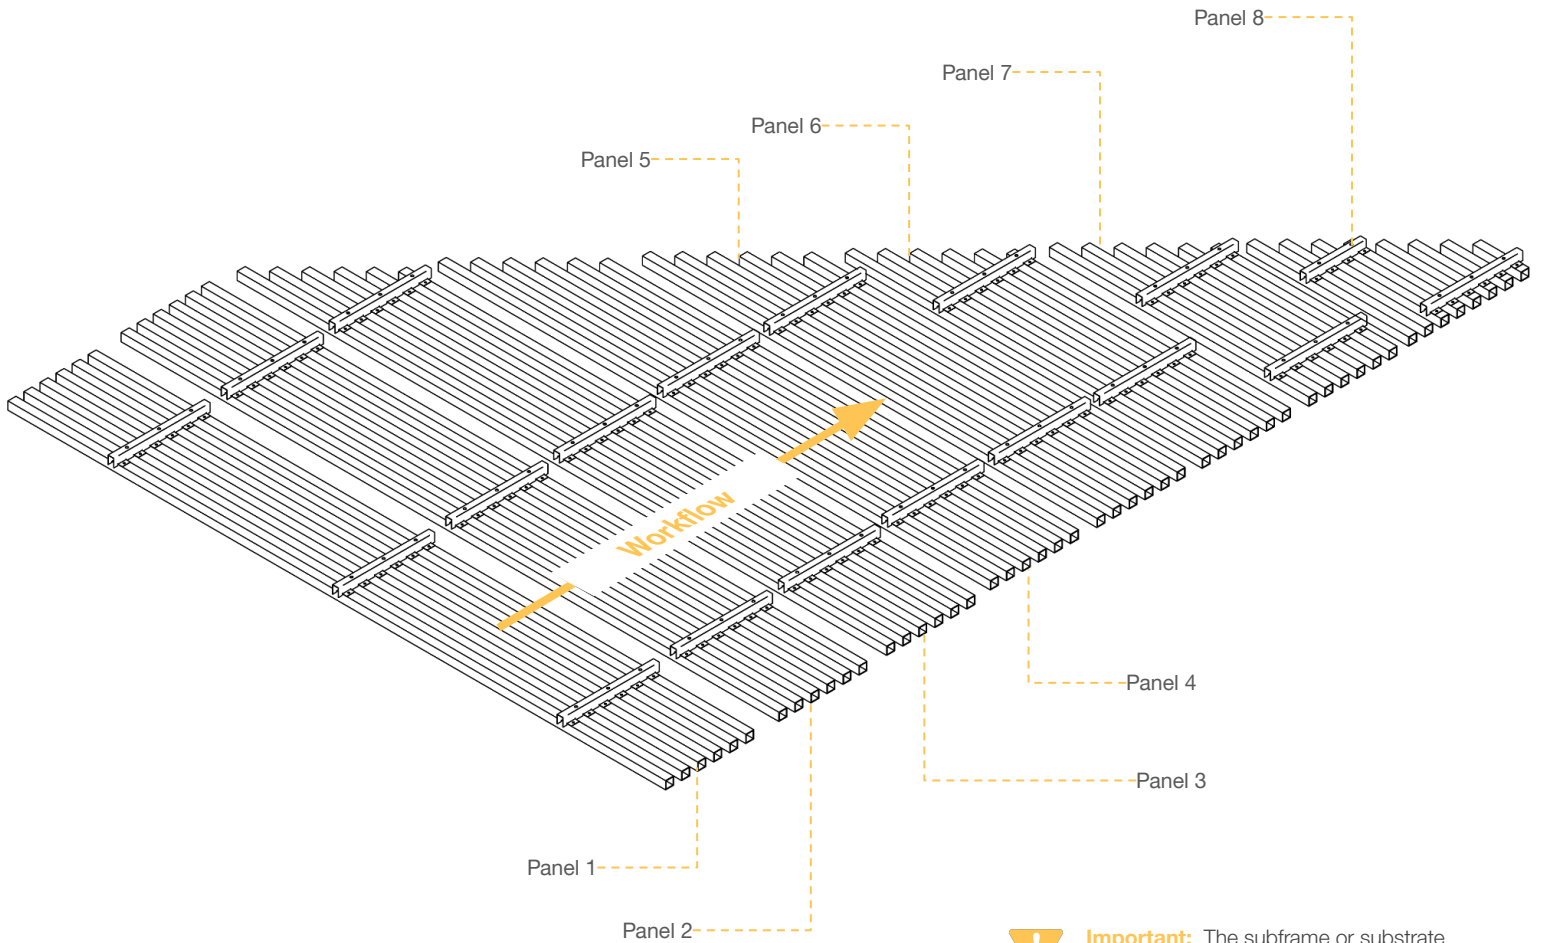 Panel 8
Panel 7
Panel 6
Panel 5
Workflow
Panel 4
Panel 3
Panel 1
Panel 2
Important: The subframe or substrate